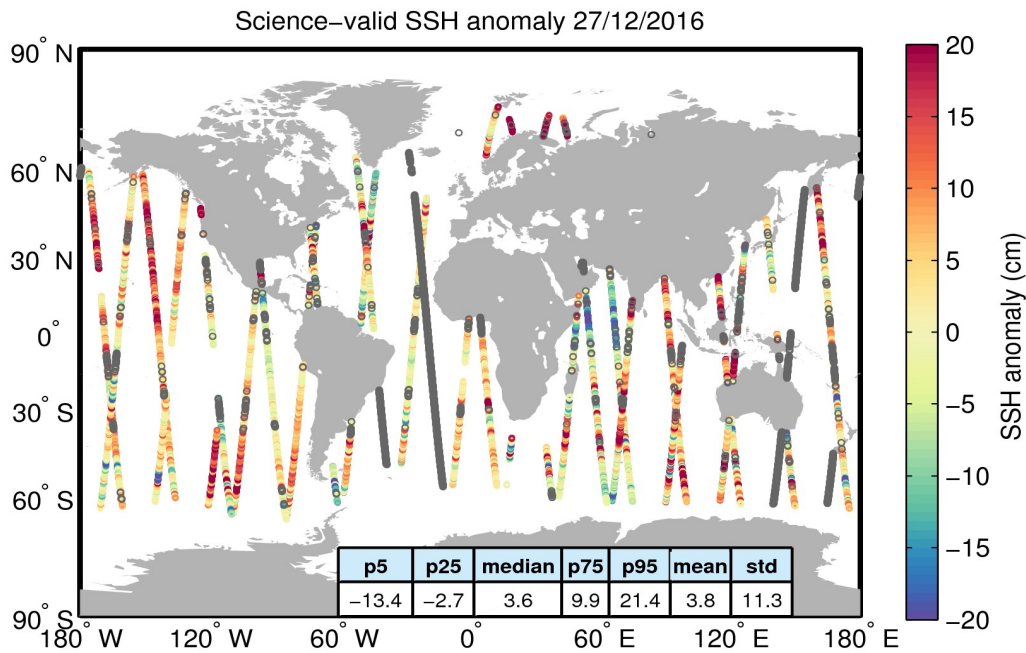 Science−valid SSH anomaly 27/12/2016
90° N
60° N
30° N
0°
30° S
60° S
90° S
180° W
120° W
60° W
0°
60° E
120° E
180° E
p5 p25 median p75 p95 mean std
−13.4 −2.7 3.6 9.9 21.4 3.8 11.3
20
15
10
5
0
−5
−10
−15
−20
SSH anomaly (cm)